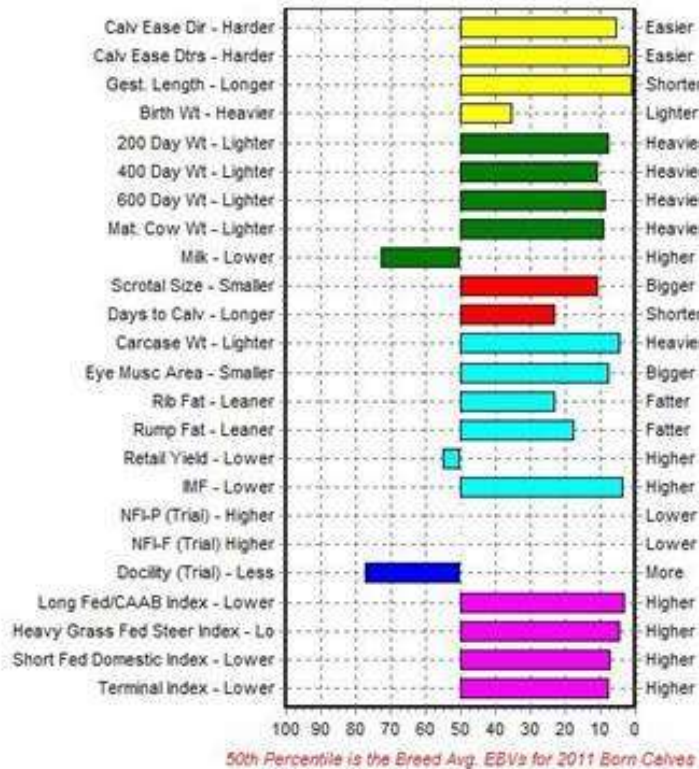 Calv Ease Dir - Harder Easier
Calv Ease Dtrs - Harder Easier
Gest. Length - Longer Shorter
Birth Wt - Heavier Lighter
200 Day Wt - Lighter Heavier
400 Day Wt - Lighter Heavier
600 Day Wt - Lighter Heavier
Mat. Cow Wt - Lighter Heavier
Milk - Lower Higher
Scrotal Size - Smaller Bigger
Days to Calv - Longer Shorter
Carcase Wt - Lighter Heavier
Eye Musc Area - Smaller Bigger
Rib Fat - Leaner Fatter
Rump Fat - Leaner Fatter
Retail Yield - Lower Higher
IMF - Lower Higher
NFI-P (Trial) - Higher Lower
NFI-F (Trial) Higher Lower
Docility (Trial) - Less More
Long Fed/CAAB Index - Lower Higher
Heavy Grass Fed Steer Index - Lo Higher
Short Fed Domestic Index - Lower Higher
Terminal Index - Lower Higher
100 90 80 70 60 50 40 30 20 10 0
50th Percentile is the Breed Avg. EBVs for 2011 Born Calves